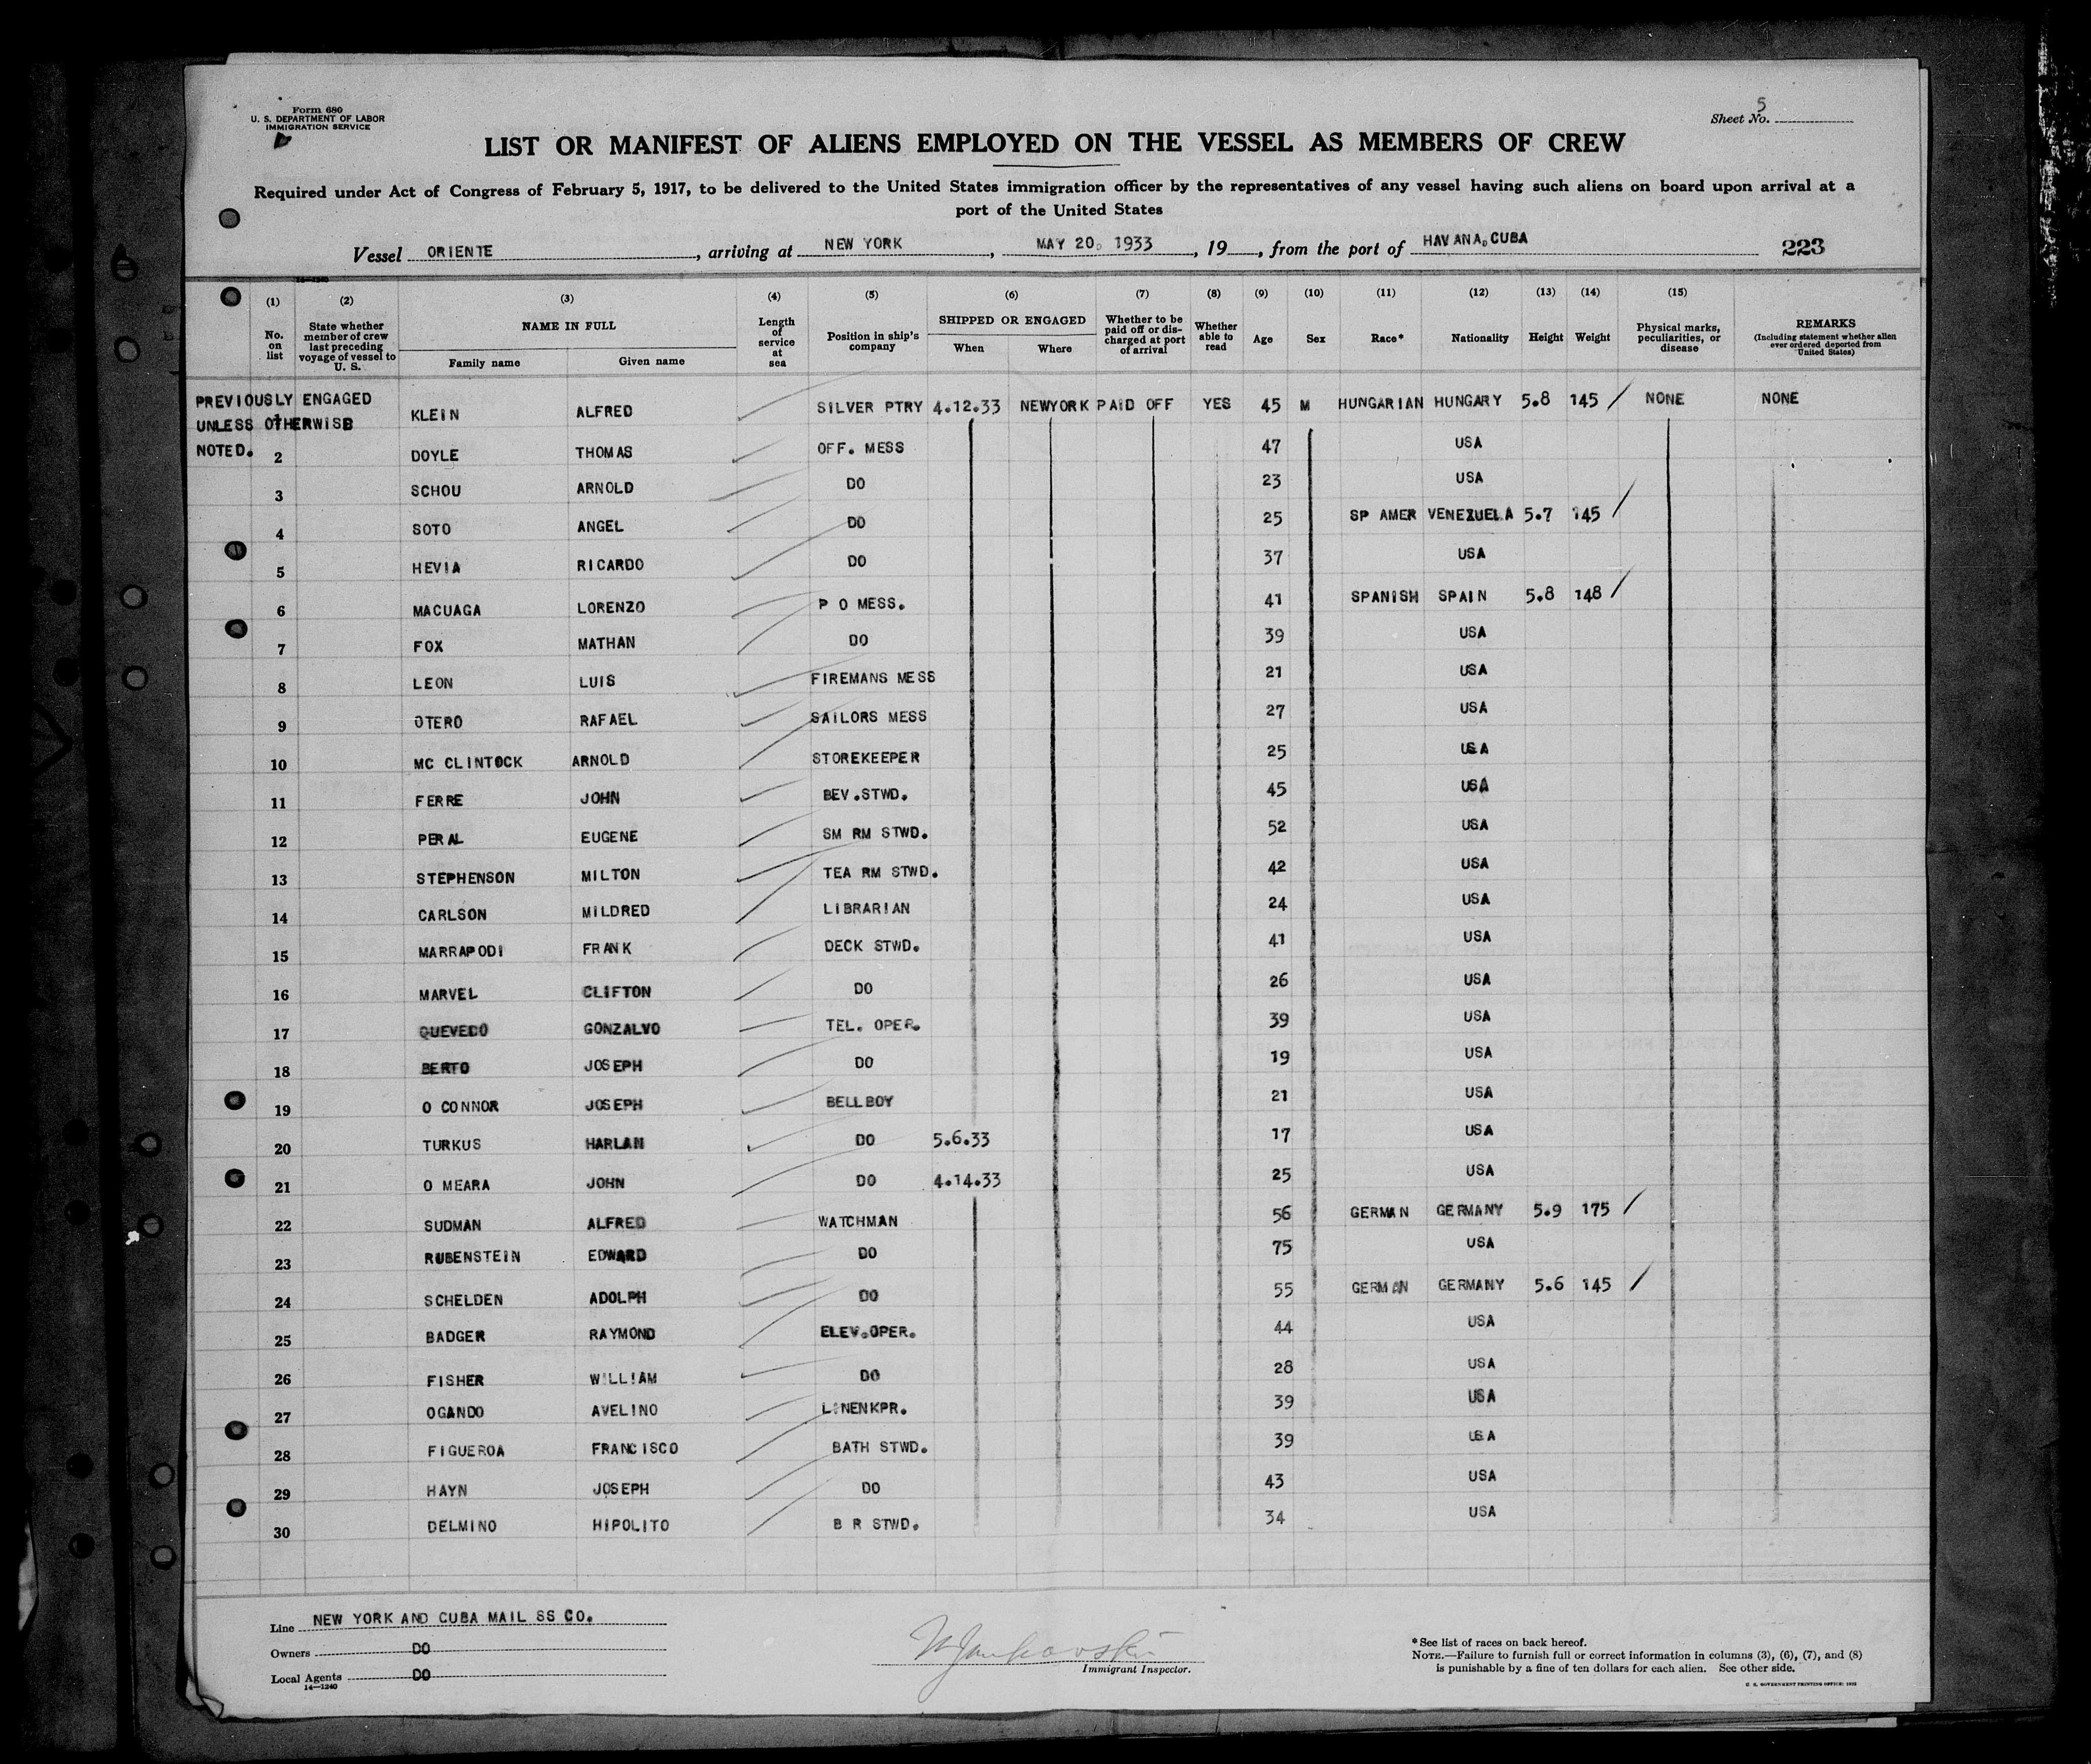 Form 680
U. S. DEPARTMENT OF LABOR
IMMIGRATION SERVICE
Sheet No. 5
LIST OR MANIFEST OF ALIENS EMPLOYED ON THE VESSEL AS MEMBERS OF CREW
Required under Act of Congress of February 5, 1917, to be delivered to the United States immigration officer by the representatives of any vessel having such aliens on board upon arrival at a
port of the United States
Vessel ORIENTE, arriving at NEW YORK, MAY 20, 1933, 19, from the port of HAVANA, CUBA 223
14—1240
(1) (2) (3) (4) (5) (6) (7) (8) (9) (10) (11) (12) (13) (14) (15)
No. on list
State whether member of crew last preceding voyage of vessel to U. S.
NAME IN FULL
Family name Given name
Length of service at sea
Position in ship's company
SHIPPED OR ENGAGED
When Where
Whether to be paid off or discharged at port of arrival
Whether able to read
Age
Sex
Race*
Nationality
Height
Weight
Physical marks, peculiarities, or disease
REMARKS
(Including statement whether alien ever ordered deported from United States)
PREVIOUSLY ENGAGED
UNLESS OTHERWISE
NOTED.
1 KLEIN ALFRED SILVER PTRY 4.12.33 NEWYORK PAID OFF YES 45 M HUNGARIAN HUNGARY 5.8 145 / NONE NONE
2 DOYLE THOMAS OFF. MESS 47 USA
3 SCHOU ARNOLD DO 23 USA
4 SOTO ANGEL DO 25 SP AMER VENEZUELA 5.7 145 /
5 HEVIA RICARDO DO 37 USA
6 MACUAGA LORENZO P O MESS. 41 SPANISH SPAIN 5.8 148 /
7 FOX MATHAN DO 39 USA
8 LEON LUIS FIREMANS MESS 21 USA
9 OTERO RAFAEL SAILORS MESS 27 USA
10 MC CLINTOCK ARNOLD STOREKEEPER 25 USA
11 FERRE JOHN BEV.STWD. 45 USA
12 PERAL EUGENE SM RM STWD. 52 USA
13 STEPHENSON MILTON TEA RM STWD. 42 USA
14 CARLSON MILDRED LIBRARIAN 24 USA
15 MARRAPODI FRANK DECK STWD. 41 USA
16 MARVEL CLIFTON DO 26 USA
17 QUEVEDO GONZALVO TEL. OPER. 39 USA
18 BERTO JOSEPH DO 19 USA
19 O CONNOR JOSEPH BELLBOY 21 USA
20 TURKUS HARLAN DO 5.6.33 17 USA
21 O MEARA JOHN DO 4.14.33 25 USA
22 SUDMAN ALFRED WATCHMAN 56 GERMAN GERMANY 5.9 175 /
23 RUBENSTEIN EDWARD DO 75 USA
24 SCHELDEN ADOLPH DO 55 GERMAN GERMANY 5.6 145 /
25 BADGER RAYMOND ELEV.OPER. 44 USA
26 FISHER WILLIAM DO 28 USA
27 OGANDO AVELINO LINENKPR. 39 USA
28 FIGUEROA FRANCISCO BATH STWD. 39 USA
29 HAYN JOSEPH DO 43 USA
30 DELMINO HIPOLITO B R STWD. 34 USA
Line NEW YORK AND CUBA MAIL SS CO.
Owners DO
Local Agents DO
14—1240
Immigrant Inspector.
*See list of races on back hereof.
NOTE.—Failure to furnish full or correct information in columns (3), (6), (7), and (8)
is punishable by a fine of ten dollars for each alien. See other side.
U. S. GOVERNMENT PRINTING OFFICE: 1932